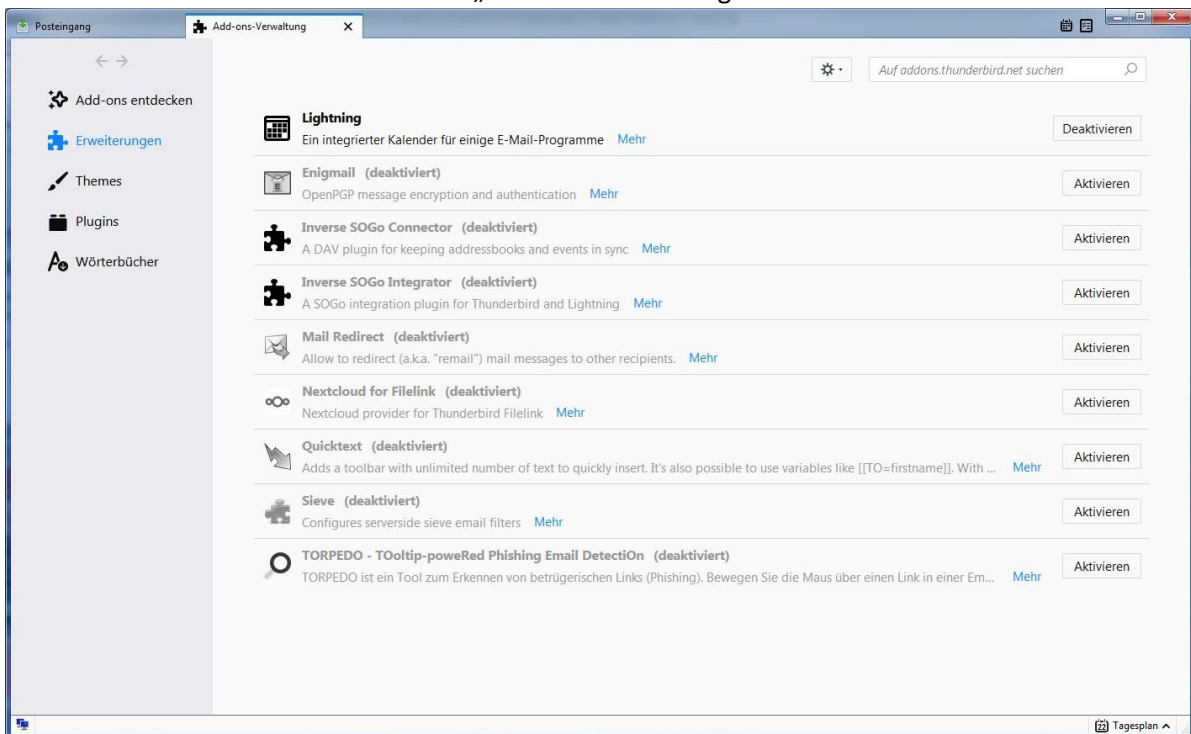 Posteingang
Add-ons-Verwaltung
Auf addons.thunderbird.net suchen
Add-ons entdecken
Erweiterungen
Themes
Plugins
Wörterbücher
Lightning
Ein integrierter Kalender für einige E-Mail-Programme Mehr
Deaktivieren
Enigmail (deaktiviert)
OpenPGP message encryption and authentication Mehr
Aktivieren
Inverse SOGo Connector (deaktiviert)
A DAV plugin for keeping addressbooks and events in sync Mehr
Aktivieren
Inverse SOGo Integrator (deaktiviert)
A SOGo integration plugin for Thunderbird and Lightning Mehr
Aktivieren
Mail Redirect (deaktiviert)
Allow to redirect (a.k.a. "remail") mail messages to other recipients. Mehr
Aktivieren
Nextcloud for Filelink (deaktiviert)
Nextcloud provider for Thunderbird Filelink Mehr
Aktivieren
Quicktext (deaktiviert)
Adds a toolbar with unlimited number of text to quickly insert. It's also possible to use variables like [[TO=firstname]]. With ... Mehr
Aktivieren
Sieve (deaktiviert)
Configures serverside sieve email filters Mehr
Aktivieren
TORPEDO - TOoltip-poweRed Phishing Email DetectiOn (deaktiviert)
TORPEDO ist ein Tool zum Erkennen von betrügerischen Links (Phishing). Bewegen Sie die Maus über einen Link in einer Em... Mehr
Aktivieren
22 Tagesplan